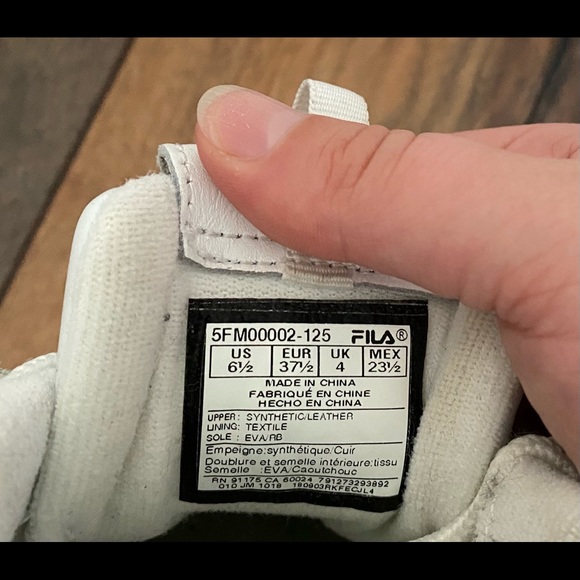 5FM00002-125 FILA®
US EUR UK MEX
6½ 37½ 4 23½
MADE IN CHINA
FABRIQUÉ EN CHINE
HECHO EN CHINA
UPPER: SYNTHETIC/LEATHER
LINING: TEXTILE
SOLE : EVA/RB
Empeigne:synthétique/Cuir
Doublure et semelle intérieure:tissu
Semelle :EVA/Caoutchouc
RN 91175 CA 60024 791273293892
010 JM 1018 180903RKFECJL4